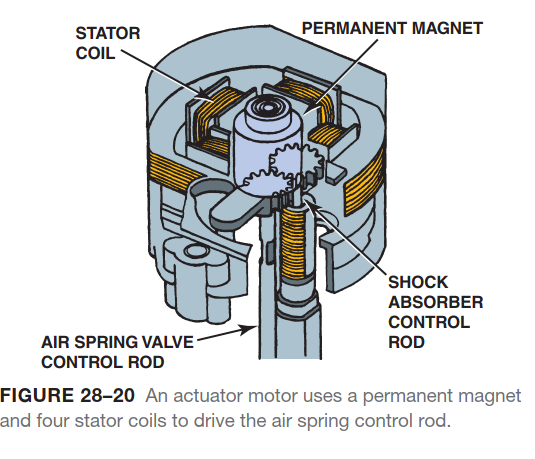 STATOR
COIL
PERMANENT MAGNET
SHOCK
ABSORBER
CONTROL
ROD
AIR SPRING VALVE
CONTROL ROD
FIGURE 28–20 An actuator motor uses a permanent magnet
and four stator coils to drive the air spring control rod.